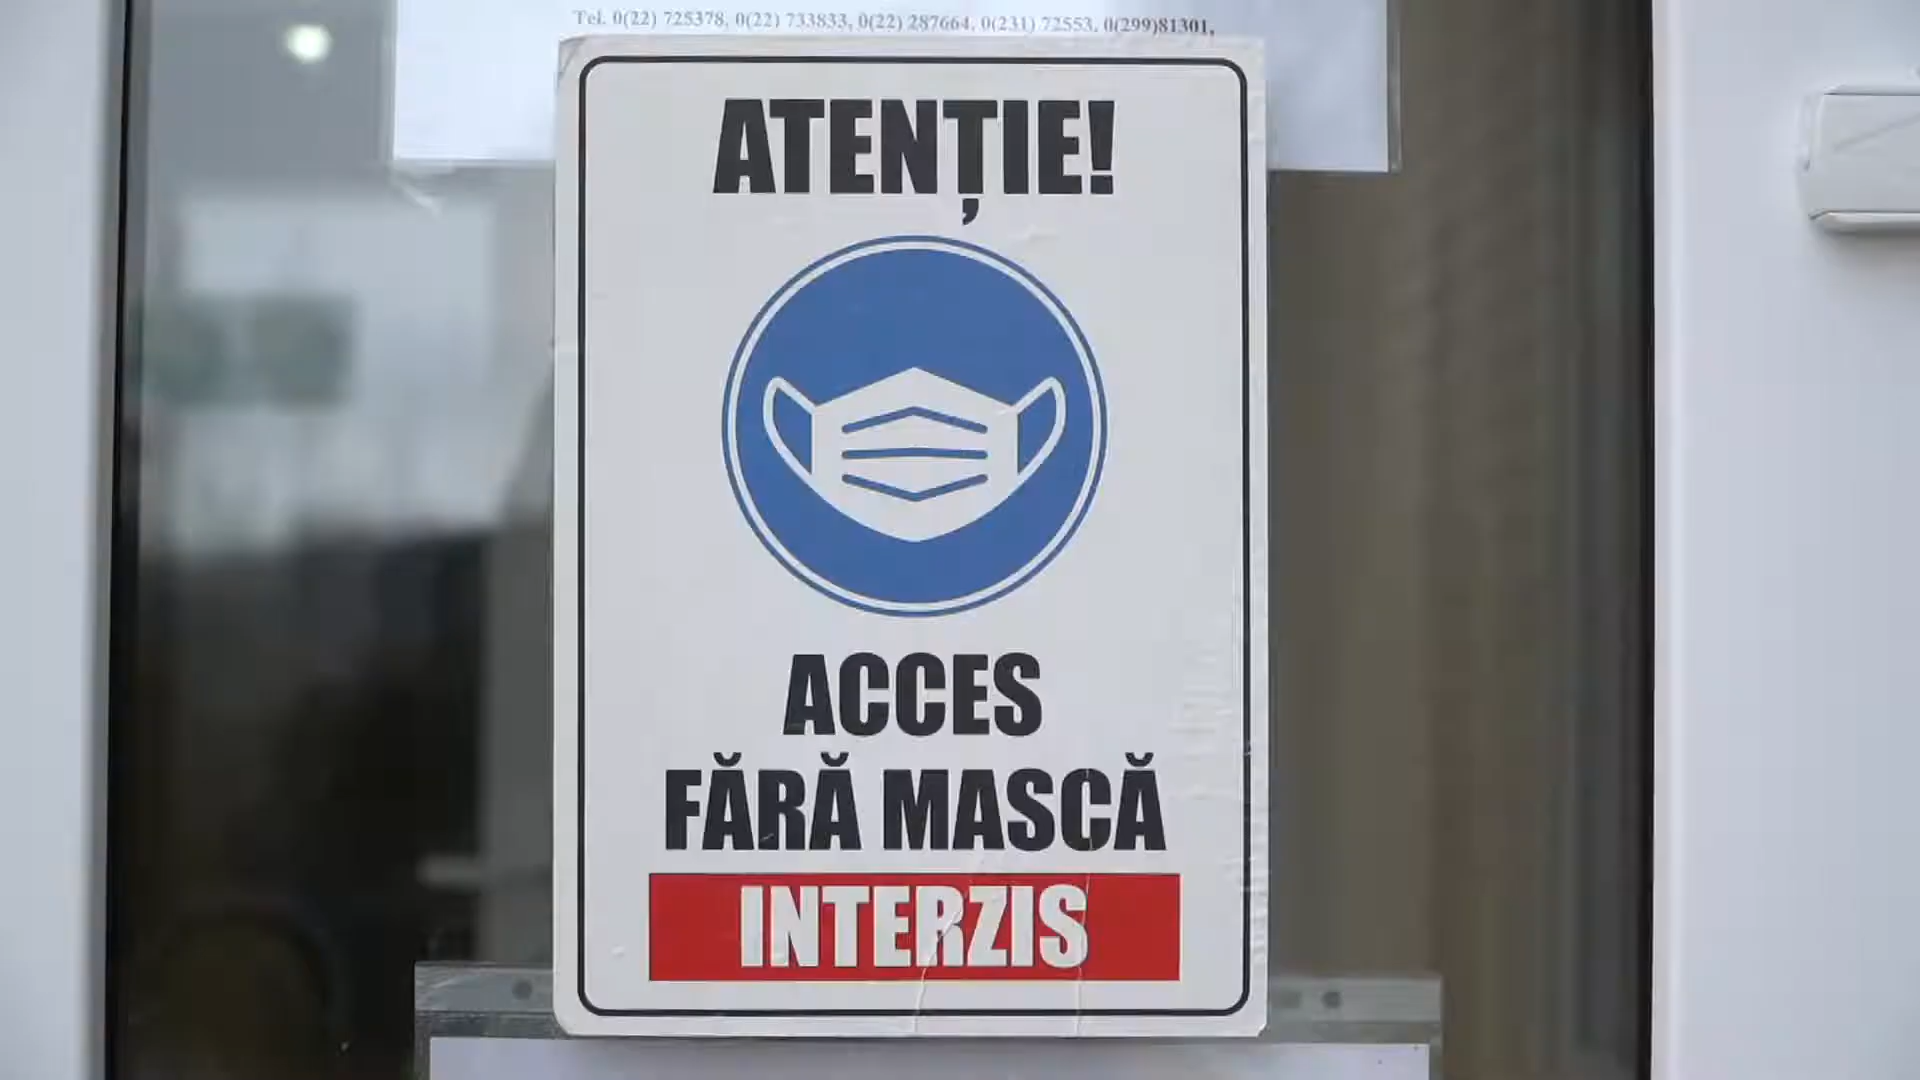 Tel. 0(22) 725378, 0(22) 733833, 0(22) 287664, 0(231) 72553, 0(299)81301,
ATENȚIE!
ACCES
FĂRĂ MASCĂ
INTERZIS